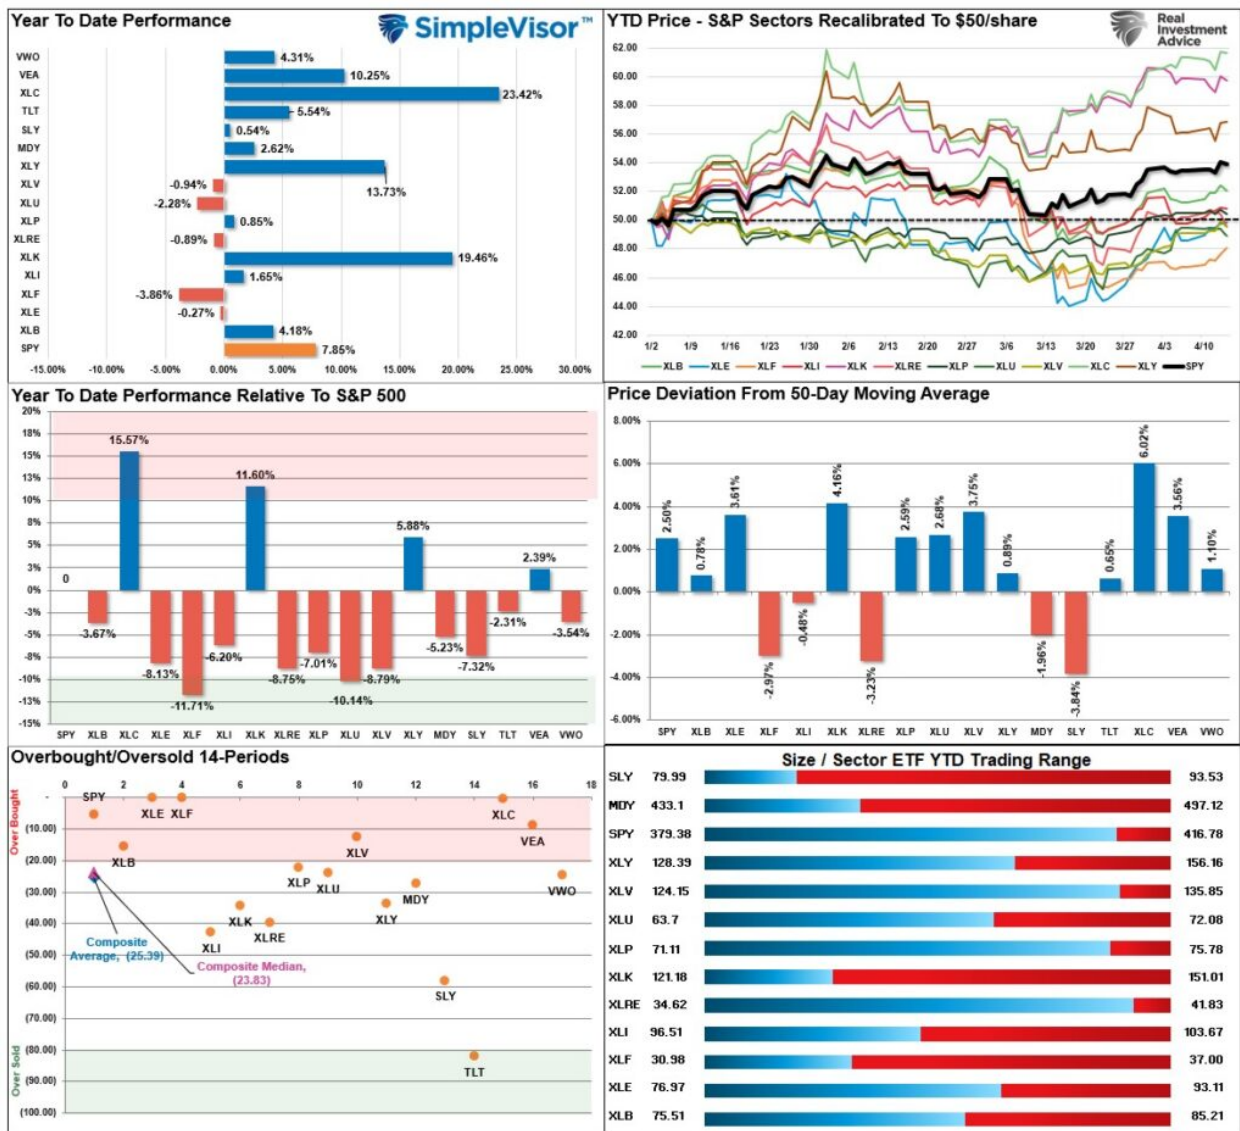 Year To Date Performance
SimpleVisor™
VWO
4.31%
VEA
10.25%
XLC
23.42%
TLT
5.54%
SLY
0.54%
MDY
2.62%
XLY
13.73%
XLV
-0.94%
XLU
-2.28%
XLP
0.85%
XLRE
-0.89%
XLK
19.46%
XLI
1.65%
XLF
-3.86%
XLE
-0.27%
XLB
4.18%
SPY
7.85%
-15.00% -10.00% -5.00% 0.00% 5.00% 10.00% 15.00% 20.00% 25.00% 30.00%
YTD Price - S&P Sectors Recalibrated To $50/share
Real
Investment
Advice
62.00
60.00
58.00
56.00
54.00
52.00
50.00
48.00
46.00
44.00
42.00
1/2 1/9 1/16 1/23 1/30 2/6 2/13 2/20 2/27 3/6 3/13 3/20 3/27 4/3 4/10
XLB XLE XLF XLI XLK XLRE XLP XLU XLV XLC XLY SPY
Year To Date Performance Relative To S&P 500
20%
18%
15%
13%
10%
8%
5%
3%
0%
-3%
-5%
-8%
-10%
-13%
-15%
0
-3.67%
15.57%
-8.13%
-11.71%
-6.20%
11.60%
-8.75%
-7.01%
-10.14%
-8.79%
5.88%
-5.23%
-7.32%
-2.31%
2.39%
-3.54%
SPY XLB XLC XLE XLF XLI XLK XLRE XLP XLU XLV XLY MDY SLY TLT VEA VWO
Price Deviation From 50-Day Moving Average
8.00%
6.00%
4.00%
2.00%
0.00%
-2.00%
-4.00%
-6.00%
2.50%
0.78%
3.61%
-2.97%
-0.48%
4.16%
-3.23%
2.59%
2.68%
3.75%
0.89%
-1.96%
-3.84%
0.65%
6.02%
3.56%
1.10%
SPY XLB XLE XLF XLI XLK XLRE XLP XLU XLV XLY MDY SLY TLT XLC VEA VWO
Overbought/Oversold 14-Periods
0 2 4 6 8 10 12 14 16 18
-
(10.00)
(20.00)
(30.00)
(40.00)
(50.00)
(60.00)
(70.00)
(80.00)
(90.00)
(100.00)
Over Bought
Over Sold
SPY
XLB
XLE
XLF
XLI
XLK
XLRE
XLP
XLU
XLV
XLY
MDY
SLY
TLT
XLC
VEA
VWO
Composite
Average, (25.39)
Composite Median,
(23.83)
Size / Sector ETF YTD Trading Range
SLY 79.99 93.53
MDY 433.1 497.12
SPY 379.38 416.78
XLY 128.39 156.16
XLV 124.15 135.85
XLU 63.7 72.08
XLP 71.11 75.78
XLK 121.18 151.01
XLRE 34.62 41.83
XLI 96.51 103.67
XLF 30.98 37.00
XLE 76.97 93.11
XLB 75.51 85.21